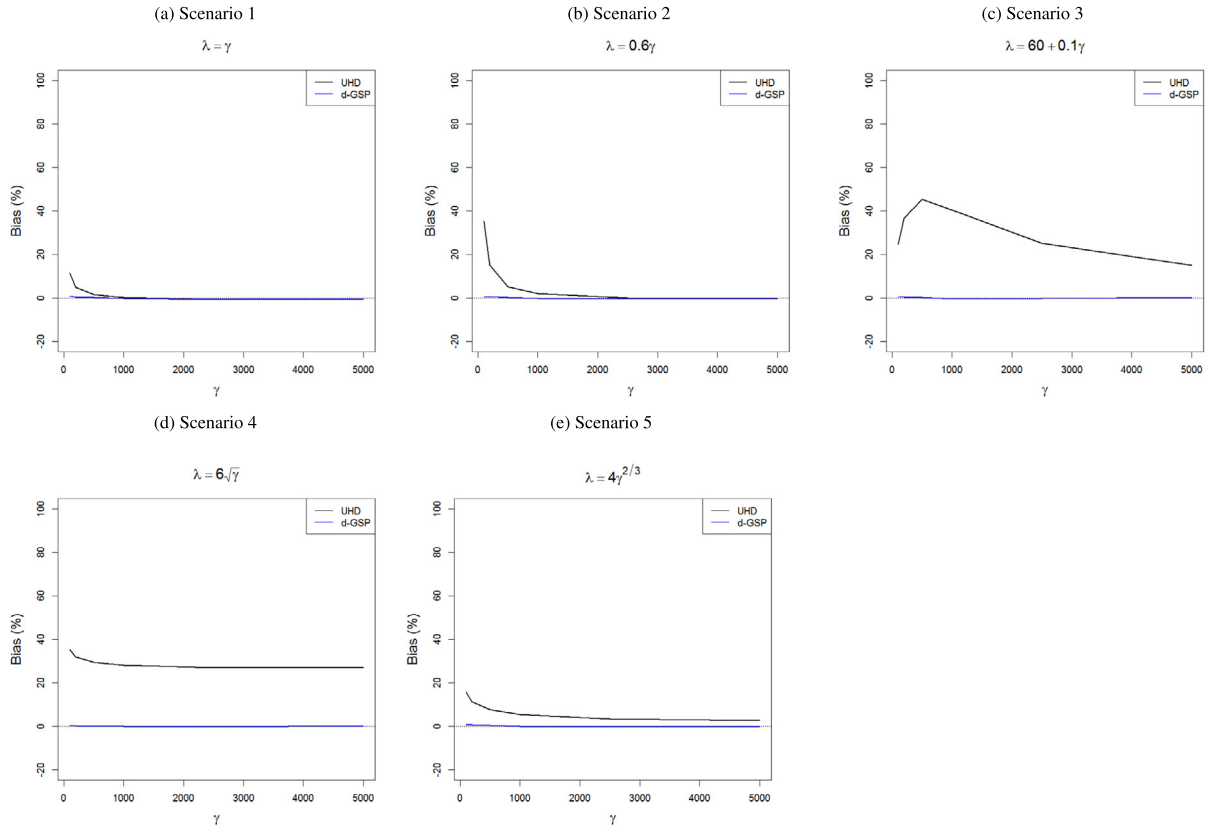 (a) Scenario 1
(b) Scenario 2
(c) Scenario 3
λ = γ
λ = 0.6γ
λ = 60 + 0.1γ
Bias (%)
100
80
60
40
20
0
-20
UHD
d-GSP
0 1000 2000 3000 4000 5000
γ
Bias (%)
100
80
60
40
20
0
-20
UHD
d-GSP
0 1000 2000 3000 4000 5000
γ
Bias (%)
100
80
60
40
20
0
-20
UHD
d-GSP
0 1000 2000 3000 4000 5000
γ
(d) Scenario 4
(e) Scenario 5
λ = 6√γ
λ = 4γ^2/3
Bias (%)
100
80
60
40
20
0
-20
UHD
d-GSP
0 1000 2000 3000 4000 5000
γ
Bias (%)
100
80
60
40
20
0
-20
UHD
d-GSP
0 1000 2000 3000 4000 5000
γ